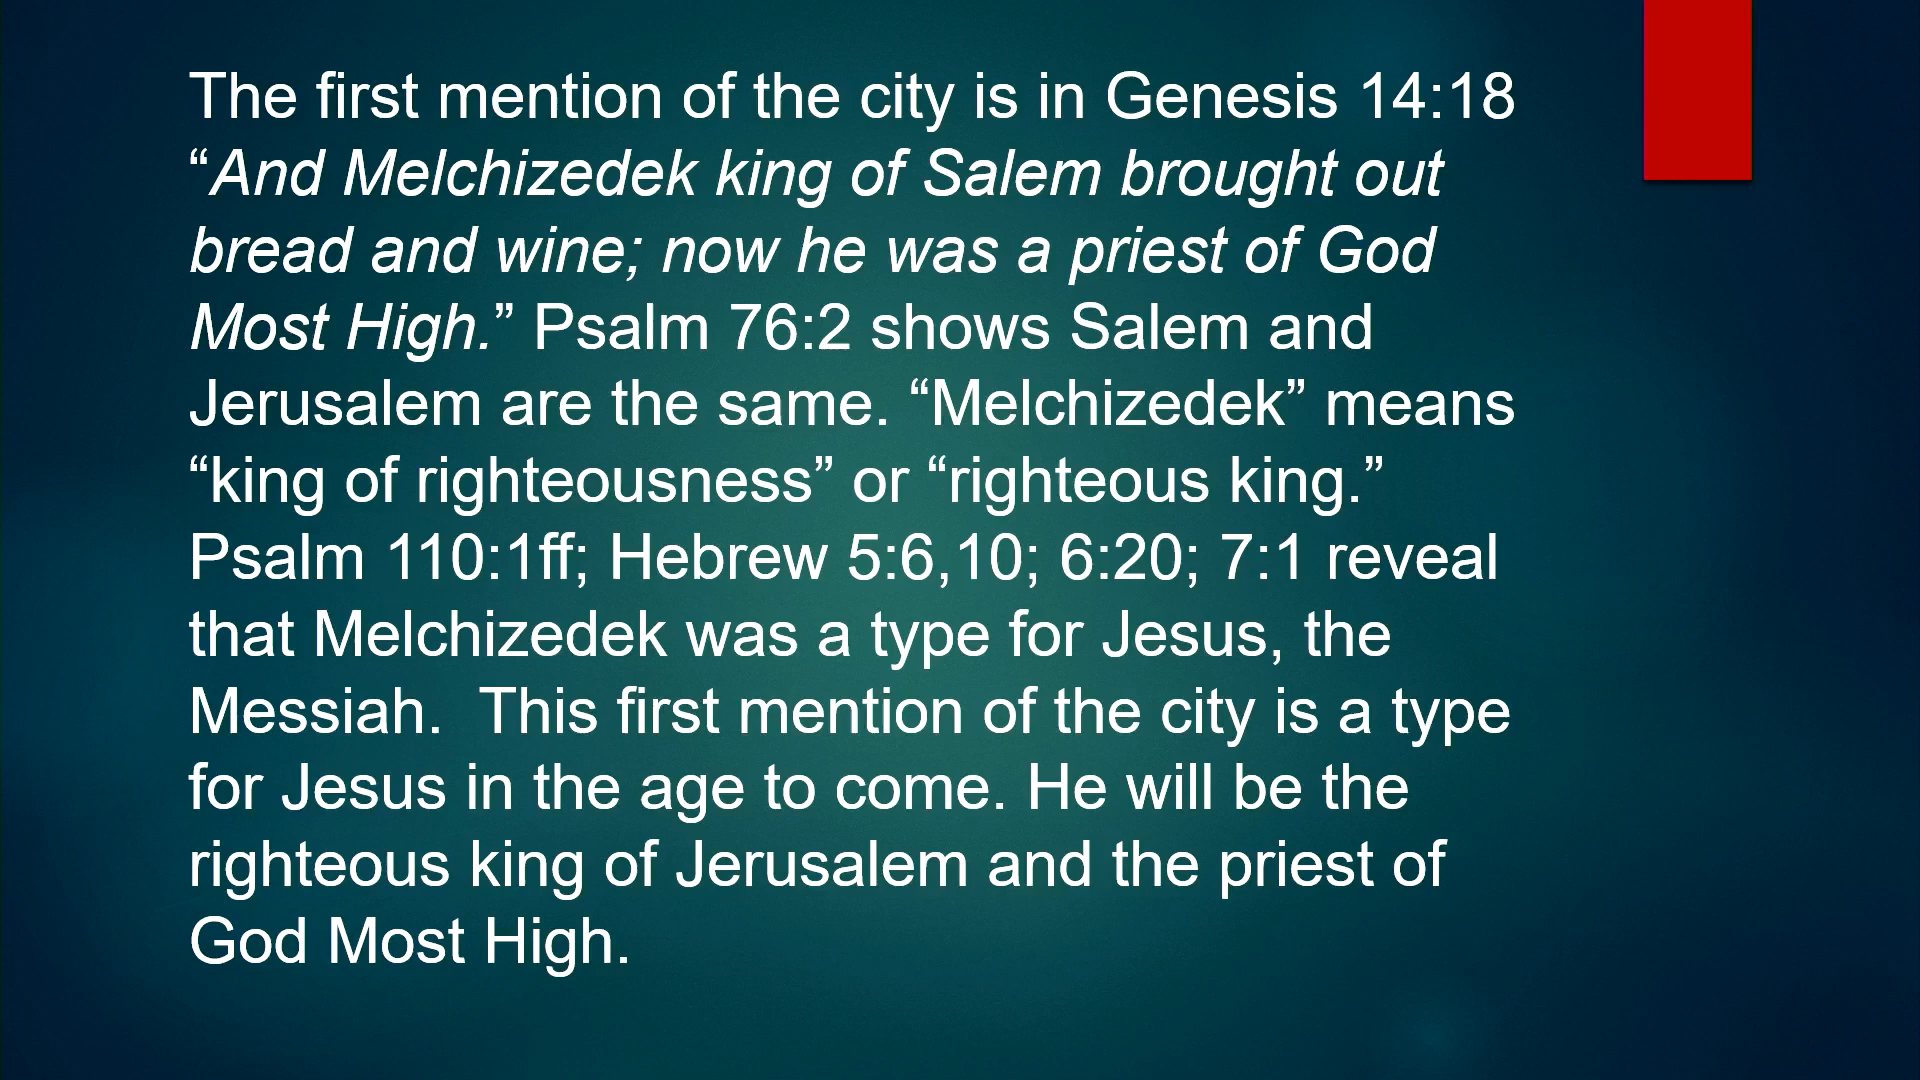 The first mention of the city is in Genesis 14:18
“And Melchizedek king of Salem brought out
bread and wine; now he was a priest of God
Most High.” Psalm 76:2 shows Salem and
Jerusalem are the same. “Melchizedek” means
“king of righteousness” or “righteous king.”
Psalm 110:1ff; Hebrew 5:6,10; 6:20; 7:1 reveal
that Melchizedek was a type for Jesus, the
Messiah.  This first mention of the city is a type
for Jesus in the age to come. He will be the
righteous king of Jerusalem and the priest of
God Most High.